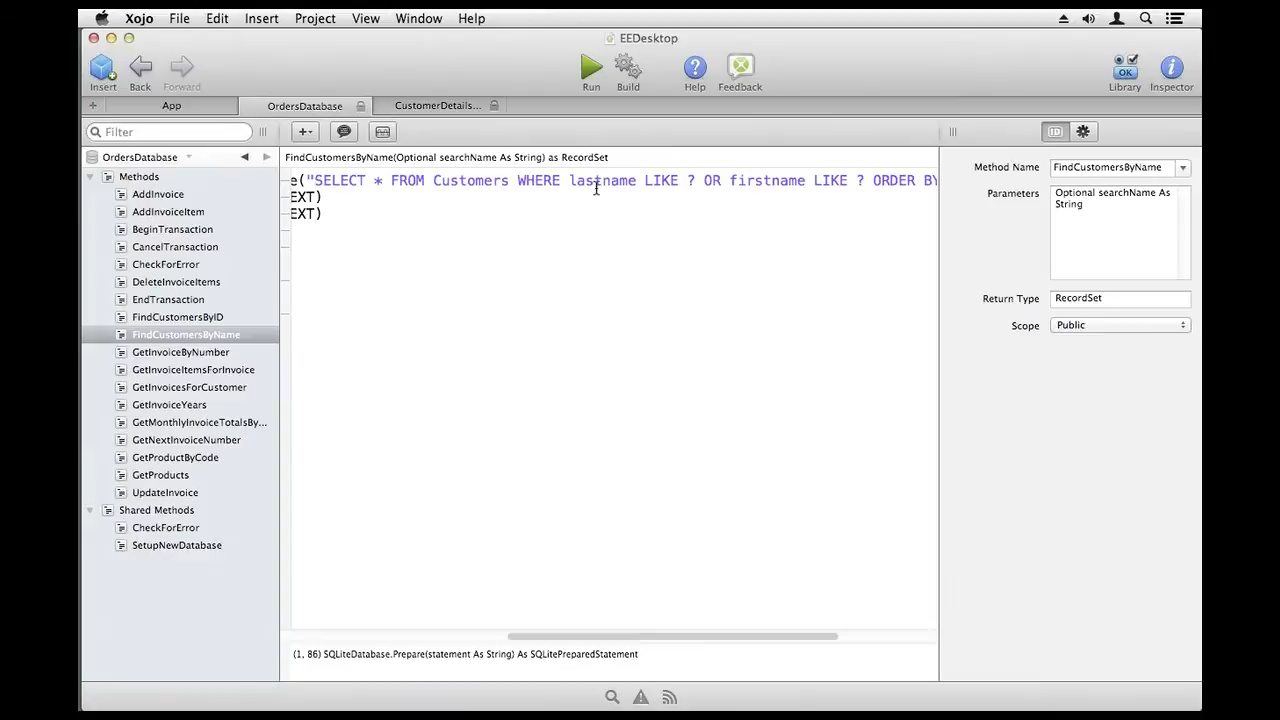 Xojo File Edit Insert Project View Window Help
EEDesktop
Insert Back Forward Run Build Help Feedback OK Library Inspector
App OrdersDatabase CustomerDetails...
Filter
OrdersDatabase
FindCustomersByName(Optional searchName As String) as RecordSet
Methods
AddInvoice
AddInvoiceItem
BeginTransaction
CancelTransaction
CheckForError
DeleteInvoiceItems
EndTransaction
FindCustomersByID
FindCustomersByName
GetInvoiceByNumber
GetInvoiceItemsForInvoice
GetInvoicesForCustomer
GetInvoiceYears
GetMonthlyInvoiceTotalsBy...
GetNextInvoiceNumber
GetProductByCode
GetProducts
UpdateInvoice
Shared Methods
CheckForError
SetupNewDatabase
e("SELECT * FROM Customers WHERE lastname LIKE ? OR firstname LIKE ? ORDER BY
EXT)
EXT)
(1, 86) SQLiteDatabase.Prepare(statement As String) As SQLitePreparedStatement
ID
Method Name FindCustomersByName
Parameters Optional searchName As
String
Return Type RecordSet
Scope Public